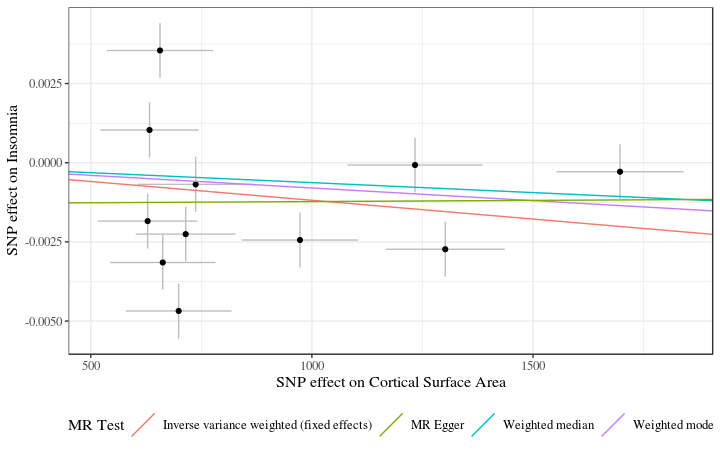 SNP effect on Insomnia
0.0025
0.0000
-0.0025
-0.0050
500
1000
1500
SNP effect on Cortical Surface Area
MR Test
Inverse variance weighted (fixed effects)
MR Egger
Weighted median
Weighted mode